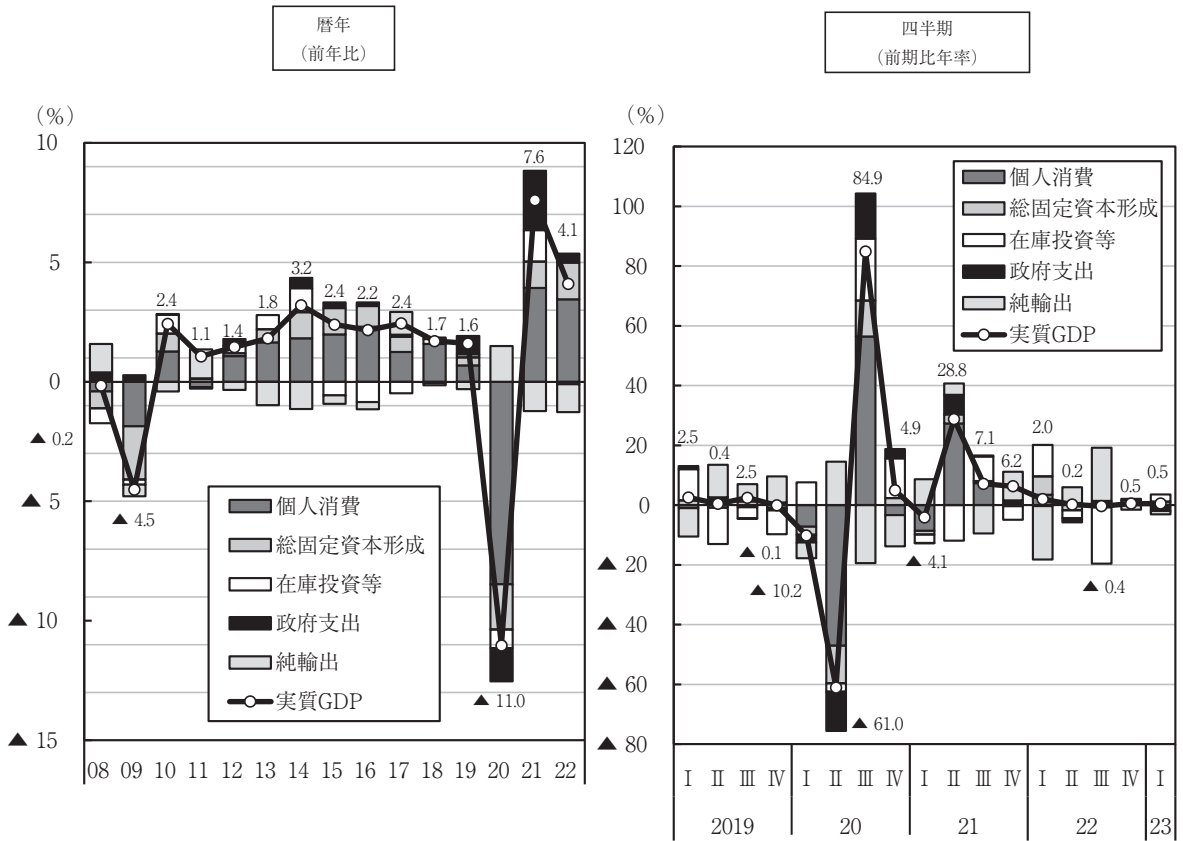 暦年
（前年比）
（%）
10
5
0
▲ 5
▲ 10
▲ 15
7.6
4.1
3.2
2.4
1.8
2.4
2.2
2.4
1.1
1.4
1.7
1.6
▲ 0.2
▲ 4.5
▲ 11.0
個人消費
総固定資本形成
在庫投資等
政府支出
純輸出
実質GDP
08 09 10 11 12 13 14 15 16 17 18 19 20 21 22
四半期
（前期比年率）
（%）
120
100
80
60
40
20
0
▲ 20
▲ 40
▲ 60
▲ 80
個人消費
総固定資本形成
在庫投資等
政府支出
純輸出
実質GDP
84.9
28.8
2.5
0.4
2.5
4.9
7.1
6.2
2.0
0.2
0.5
0.5
▲ 0.1
▲ 10.2
▲ 4.1
▲ 0.4
▲ 61.0
Ⅰ Ⅱ Ⅲ Ⅳ Ⅰ Ⅱ Ⅲ Ⅳ Ⅰ Ⅱ Ⅲ Ⅳ Ⅰ Ⅱ Ⅲ Ⅳ Ⅰ
2019 20 21 22 23